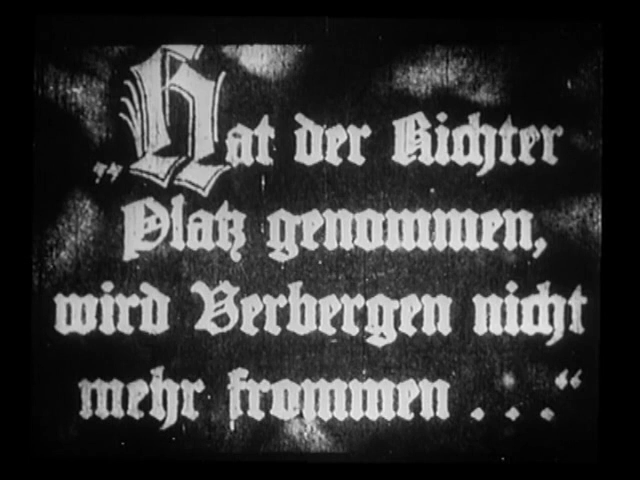 „Hat der Richter
Platz genommen,
wird Verbergen nicht
mehr frommen . . .“